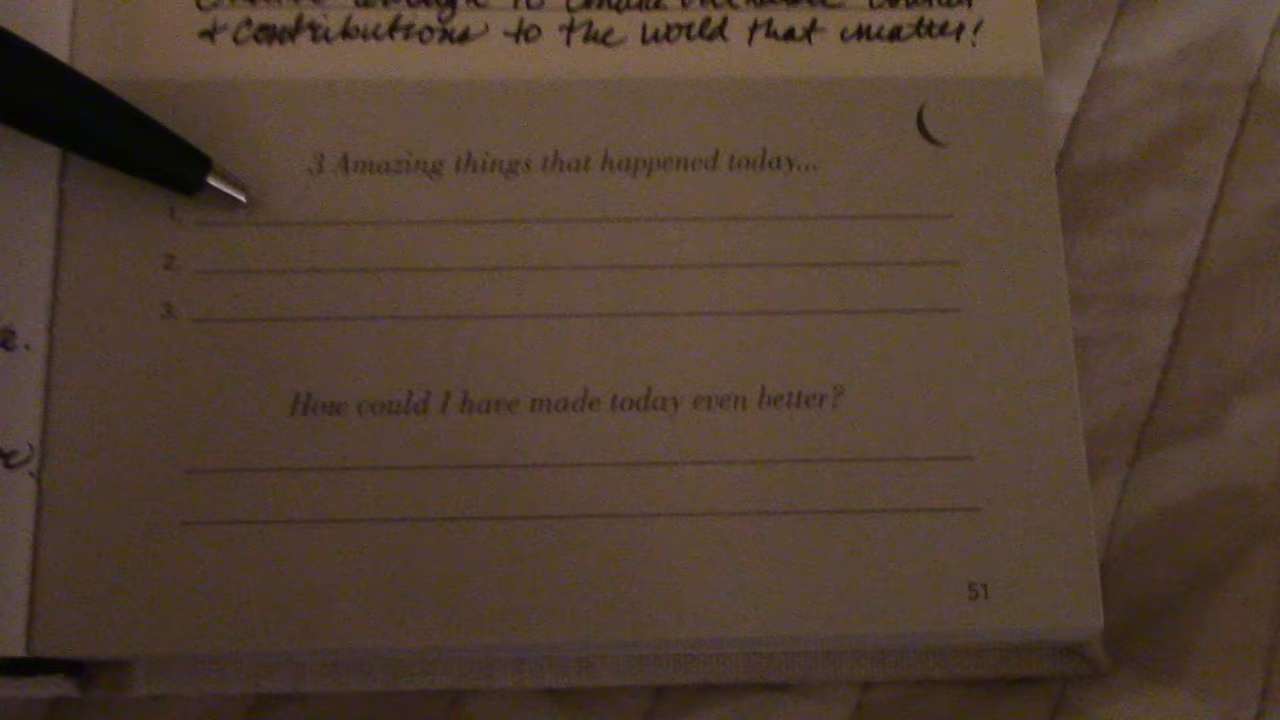 to
+ contributions to the world that matter!
3 Amazing things that happened today...
1.
2.
3.
How could I have made today even better?
51
e.